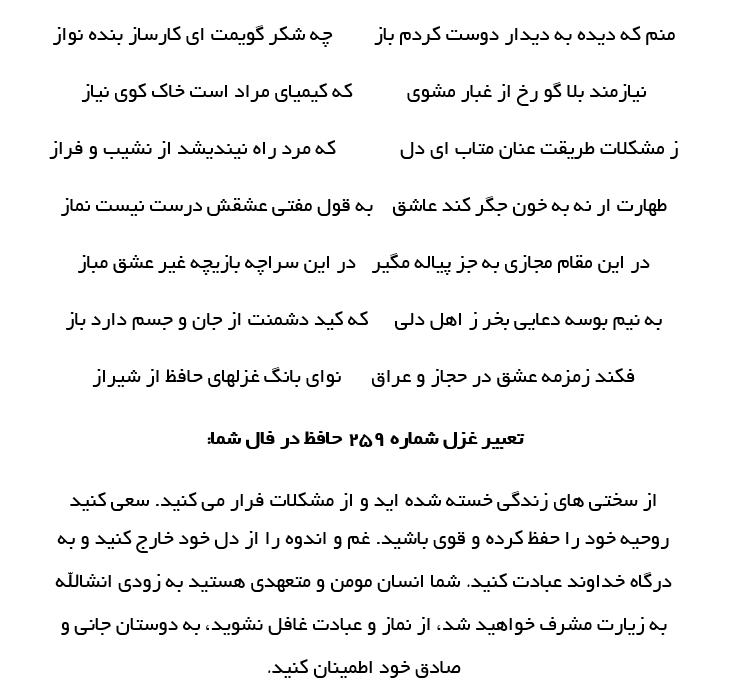 منم که دیده به دیدار دوست کردم باز چه شکر گویمت ای کارساز بنده نواز
نیازمند بلا گو رخ از غبار مشوی که کیمیای مراد است خاک کوی نیاز
ز مشکلات طریقت عنان متاب ای دل که مرد راه نیندیشد از نشیب و فراز
طهارت ار نه به خون جگر کند عاشق به قول مفتی عشقش درست نیست نماز
در این مقام مجازی به جز پیاله مگیر در این سراچه بازیچه غیر عشق مباز
به نیم بوسه دعایی بخر ز اهل دلی که کید دشمنت از جان و جسم دارد باز
فکند زمزمه عشق در حجاز و عراق نوای بانگ غزلهای حافظ از شیراز
تعبیر غزل شماره ۲۵۹ حافظ در فال شما:
از سختی های زندگی خسته شده اید و از مشکلات فرار می کنید. سعی کنید
روحیه خود را حفظ کرده و قوی باشید. غم و اندوه را از دل خود خارج کنید و به
درگاه خداوند عبادت کنید. شما انسان مومن و متعهدی هستید به زودی انشالله
به زیارت مشرف خواهید شد، از نماز و عبادت غافل نشوید، به دوستان جانی و
صادق خود اطمینان کنید.